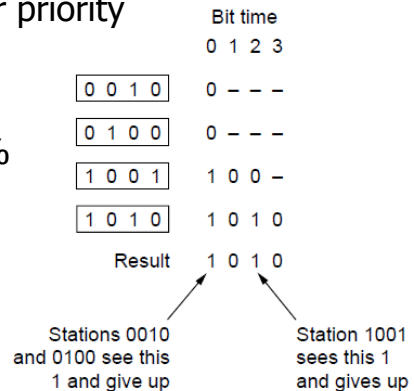 r priority
%
Bit time
0 1 2 3
0 0 1 0 0 – – –
0 1 0 0 0 – – –
1 0 0 1 1 0 0 –
1 0 1 0 1 0 1 0
Result 1 0 1 0
Stations 0010
and 0100 see this
1 and give up
Station 1001
sees this 1
and gives up